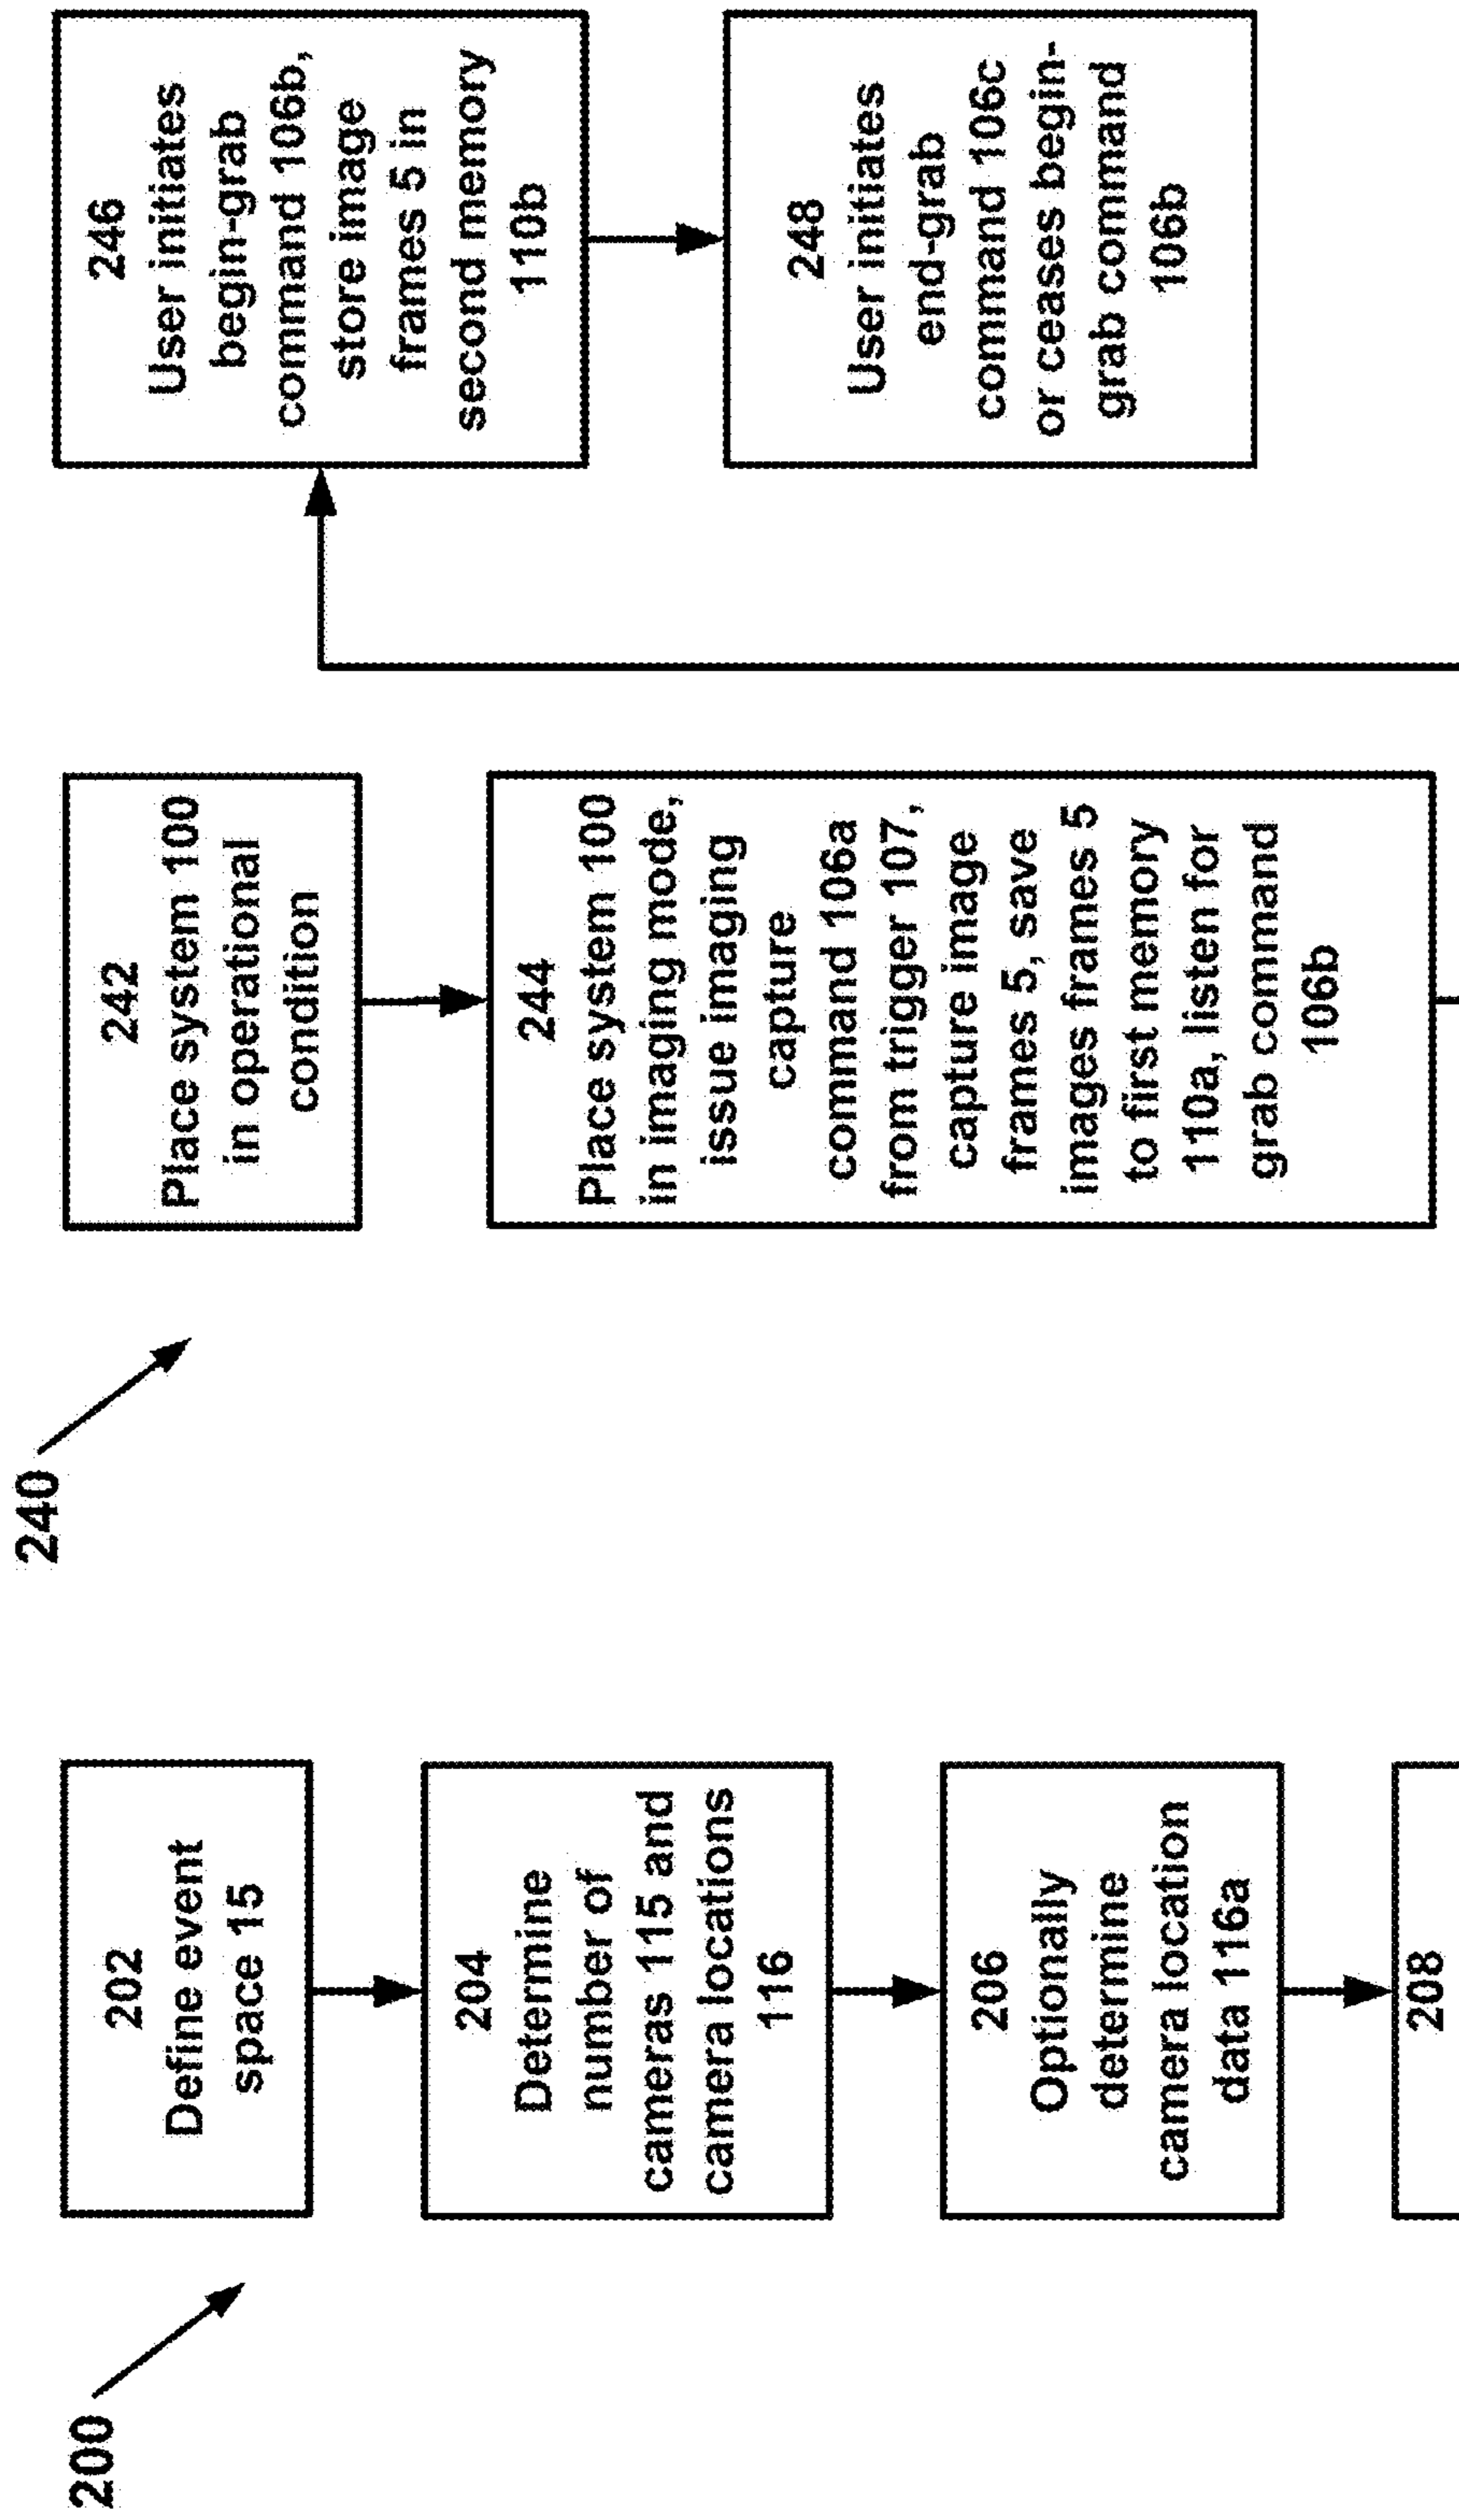 200
202
Define event
space 15
204
Determine
number of
cameras 115 and
camera locations
116
206
Optionally
determine
camera location
data 116a
208
240
242
Place system 100
in operational
condition
244
Place system 100
in imaging mode,
issue imaging
capture
command 106a
from trigger 107,
capture image
frames 5, save
images frames 5
to first memory
110a, listen for
grab command
106b
246
User initiates
begin-grab
command 106b,
store image
frames 5 in
second memory
110b
248
User initiates
end-grab
command 106c
or ceases begin-
grab command
106b